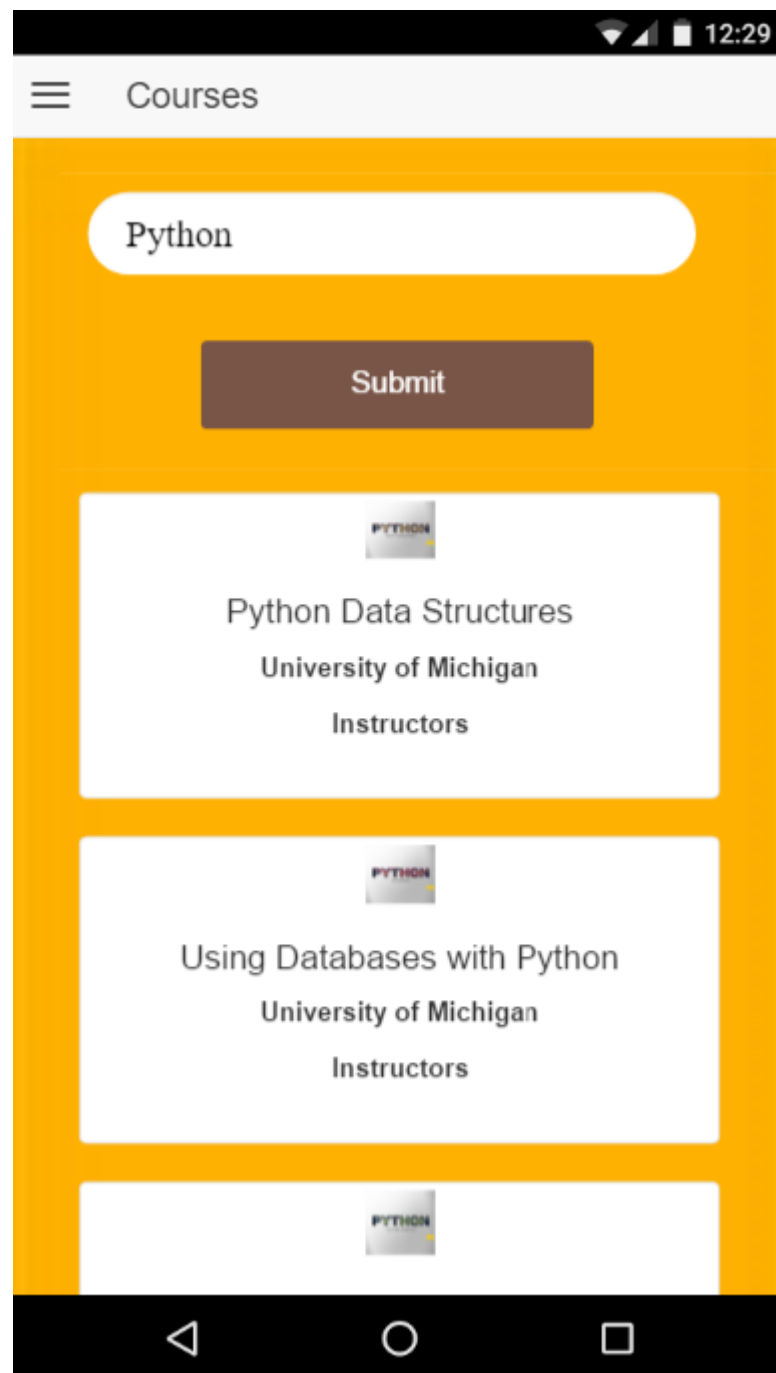 12:29
Courses
Python
Submit
PYTHON
Python Data Structures
University of Michigan
Instructors
PYTHON
Using Databases with Python
University of Michigan
Instructors
PYTHON